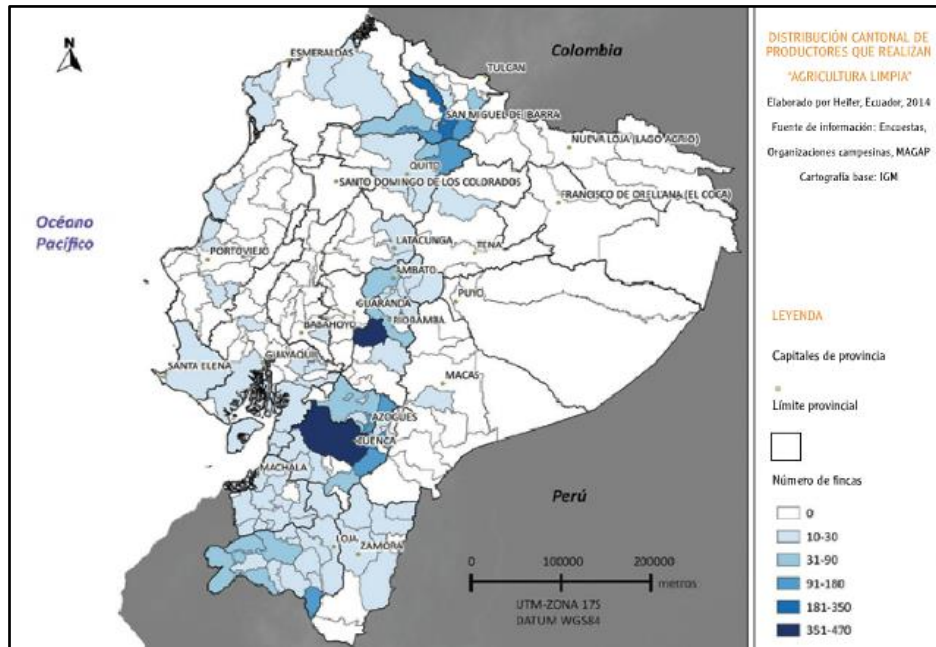 N
Colombia
ESMERALDAS
TULCAN
SAN MIGUEL DE IBARRA
NUEVA LOJA (LAGO AGRIO)
QUITO
SANTO DOMINGO DE LOS COLORADOS
FRANCISCO DE ORELLANA (EL COCA)
Océano
Pacífico
LATACUNGA
TENA
PORTOVIEJO
AMBATO
PUYO
GUARANDA
BABAHOYO
RIOBAMBA
GUAYAQUIL
SANTA ELENA
MACAS
AZOGUES
CUENCA
MACHALA
Perú
LOJA
ZAMORA
0 100000 200000
metros
UTM-ZONA 17S
DATUM WGS84
DISTRIBUCIÓN CANTONAL DE
PRODUCTORES QUE REALIZAN
"AGRICULTURA LIMPIA"
Elaborado por Heifer, Ecuador, 2014
Fuente de información: Encuestas,
Organizaciones campesinas, MAGAP
Cartografía base: IGM
LEYENDA
Capitales de provincia
Límite provincial
Número de fincas
0
10-30
31-90
91-180
181-350
351-470